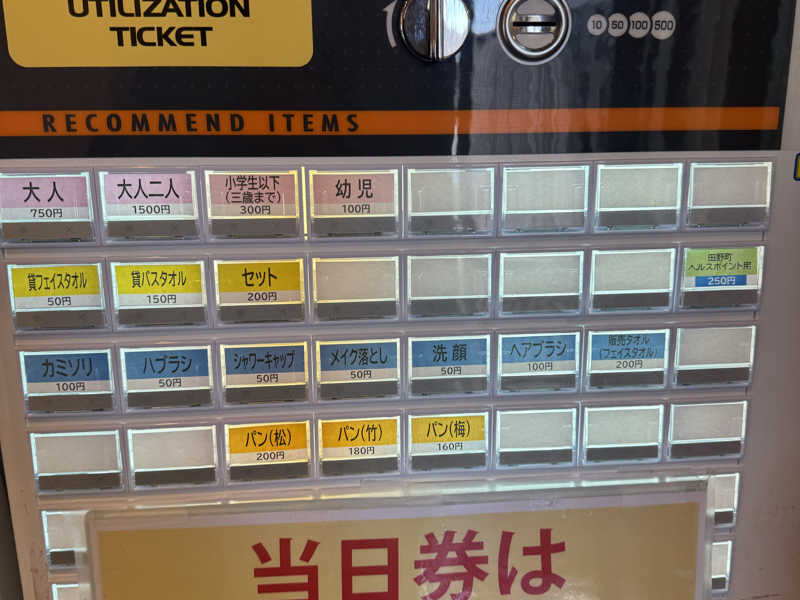 UTILIZATION
TICKET
10 50 100 500
RECOMMEND ITEMS
大人
750円
大人二人
1500円
小学生以下
(三歳まで)
300円
幼児
100円
貸フェイスタオル
50円
貸バスタオル
150円
セット
200円
田野町
ヘルスポイント用
250円
カミソリ
100円
ハブラシ
50円
シャワーキャップ
50円
メイク落とし
50円
洗顔
50円
ヘアブラシ
100円
販売タオル
(フェイスタオル)
200円
パン(松)
200円
パン(竹)
180円
パン(梅)
160円
当日券は